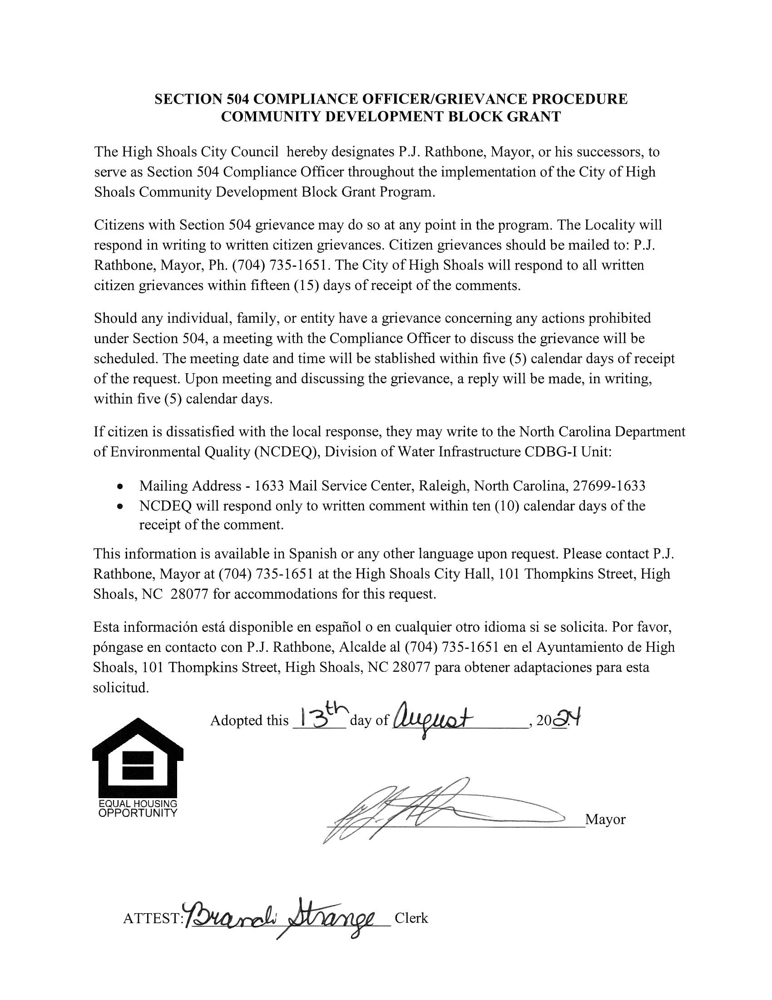 SECTION 504 COMPLIANCE OFFICER/GRIEVANCE PROCEDURE
COMMUNITY DEVELOPMENT BLOCK GRANT
The High Shoals City Council  hereby designates P.J. Rathbone, Mayor, or his successors, to
serve as Section 504 Compliance Officer throughout the implementation of the City of High
Shoals Community Development Block Grant Program.
Citizens with Section 504 grievance may do so at any point in the program. The Locality will
respond in writing to written citizen grievances. Citizen grievances should be mailed to: P.J.
Rathbone, Mayor, Ph. (704) 735-1651. The City of High Shoals will respond to all written
citizen grievances within fifteen (15) days of receipt of the comments.
Should any individual, family, or entity have a grievance concerning any actions prohibited
under Section 504, a meeting with the Compliance Officer to discuss the grievance will be
scheduled. The meeting date and time will be stablished within five (5) calendar days of receipt
of the request. Upon meeting and discussing the grievance, a reply will be made, in writing,
within five (5) calendar days.
If citizen is dissatisfied with the local response, they may write to the North Carolina Department
of Environmental Quality (NCDEQ), Division of Water Infrastructure CDBG-I Unit:
• Mailing Address - 1633 Mail Service Center, Raleigh, North Carolina, 27699-1633
• NCDEQ will respond only to written comment within ten (10) calendar days of the
receipt of the comment.
This information is available in Spanish or any other language upon request. Please contact P.J.
Rathbone, Mayor at (704) 735-1651 at the High Shoals City Hall, 101 Thompkins Street, High
Shoals, NC  28077 for accommodations for this request.
Esta información está disponible en español o en cualquier otro idioma si se solicita. Por favor,
póngase en contacto con P.J. Rathbone, Alcalde al (704) 735-1651 en el Ayuntamiento de High
Shoals, 101 Thompkins Street, High Shoals, NC 28077 para obtener adaptaciones para esta
solicitud.
Adopted this 13th day of August, 2024
EQUAL HOUSING
OPPORTUNITY
Mayor
ATTEST: Brandi Strange Clerk